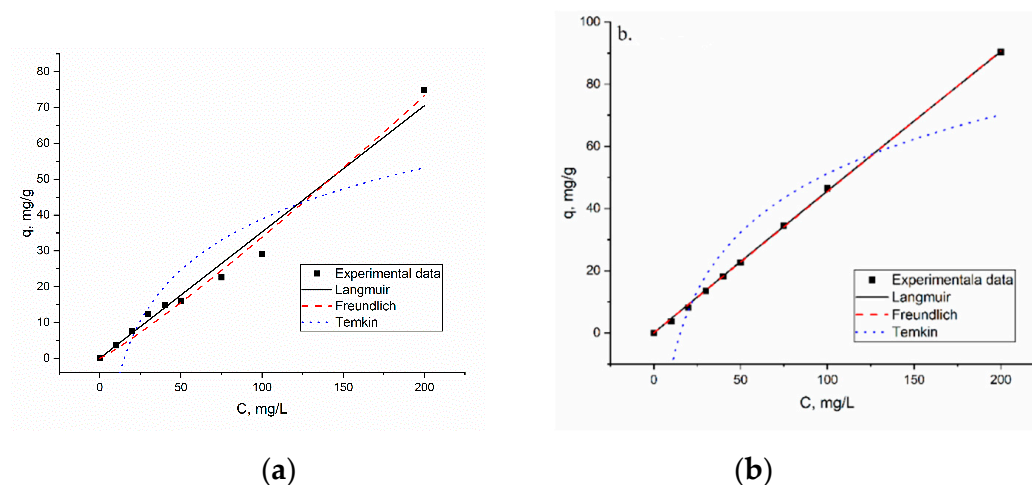 80
70
60
50
40
30
20
10
0
q, mg/g
Experimental data
Langmuir
Freundlich
Temkin
0 50 100 150 200
C, mg/L
(a)
b.
100
80
60
40
20
0
q, mg/g
Experimentala data
Langmuir
Freundlich
Temkin
0 50 100 150 200
C, mg/L
(b)